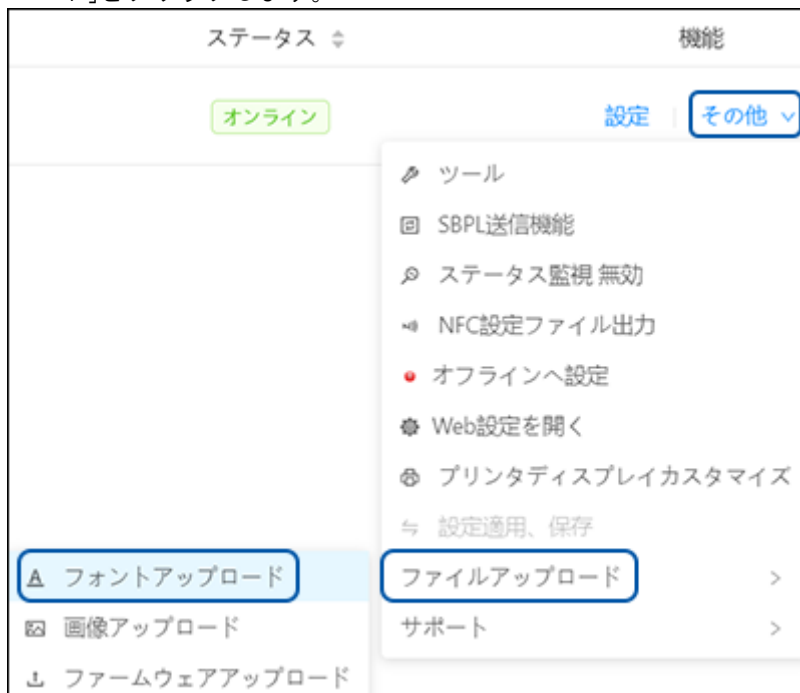 ステータス 機能
オンライン 設定 その他
ツール
SBPL送信機能
ステータス監視 無効
NFC設定ファイル出力
オフラインへ設定
Web設定を開く
プリンタディスプレイカスタマイズ
設定適用、保存
フォントアップロード ファイルアップロード
画像アップロード サポート
ファームウェアアップロード